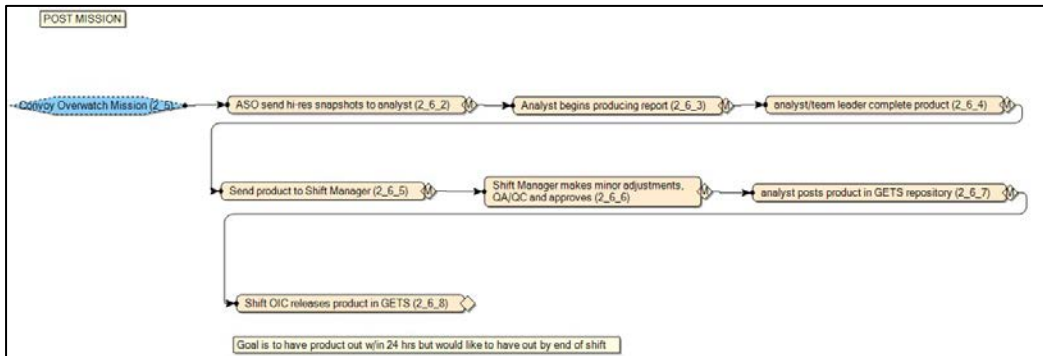 POST MISSION
Convoy Overwatch Mission (2_5)
ASO send hi-res snapshots to analyst (2_6_2)
M
Analyst begins producing report (2_6_3)
M
analyst/team leader complete product (2_6_4)
M
Send product to Shift Manager (2_6_5)
M
Shift Manager makes minor adjustments,
QA/QC and approves (2_6_6)
M
analyst posts product in GETS repository (2_6_7)
M
Shift OIC releases product in GETS (2_6_8)
Goal is to have product out w/in 24 hrs but would like to have out by end of shift